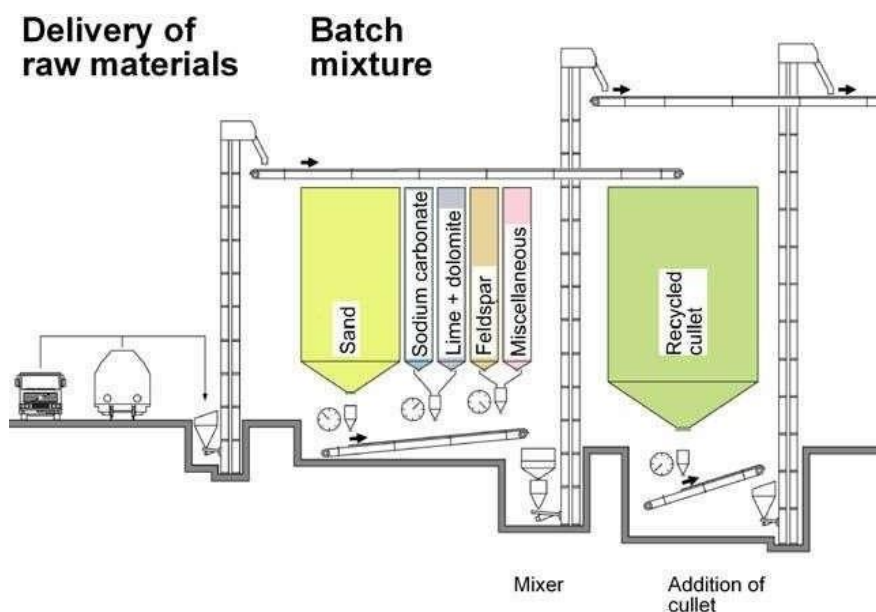 Delivery of
raw materials
Batch
mixture
Sand
Sodium carbonate
Lime + dolomite
Feldspar
Miscellaneous
Recycled
cullet
Mixer
Addition of
cullet